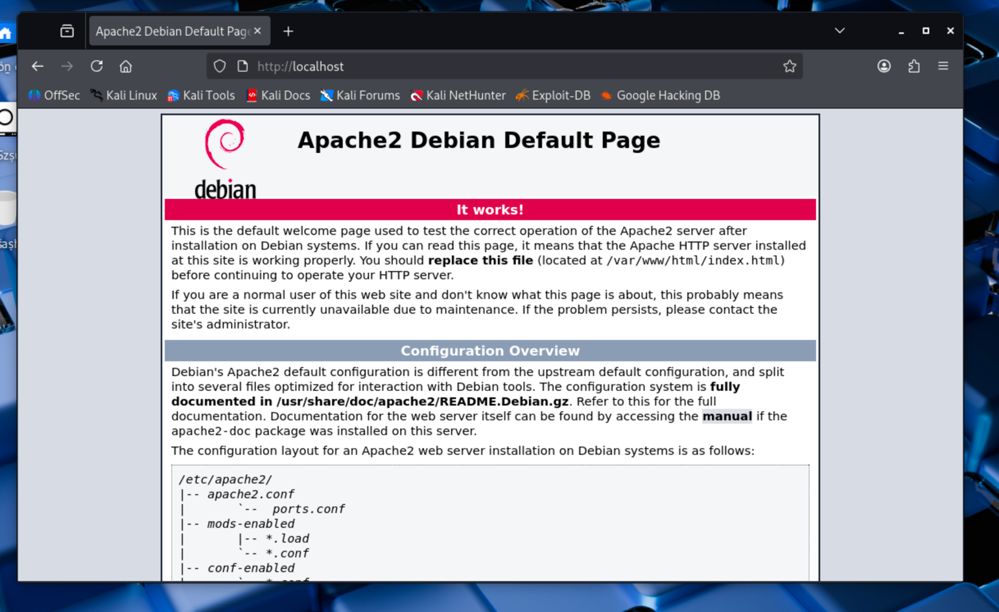 Apache2 Debian Default Page
http://localhost
OffSec Kali Linux Kali Tools Kali Docs Kali Forums Kali NetHunter Exploit-DB Google Hacking DB
debian
Apache2 Debian Default Page
It works!
This is the default welcome page used to test the correct operation of the Apache2 server after
installation on Debian systems. If you can read this page, it means that the Apache HTTP server installed
at this site is working properly. You should replace this file (located at /var/www/html/index.html)
before continuing to operate your HTTP server.
If you are a normal user of this web site and don't know what this page is about, this probably means
that the site is currently unavailable due to maintenance. If the problem persists, please contact the
site's administrator.
Configuration Overview
Debian's Apache2 default configuration is different from the upstream default configuration, and split
into several files optimized for interaction with Debian tools. The configuration system is fully
documented in /usr/share/doc/apache2/README.Debian.gz. Refer to this for the full
documentation. Documentation for the web server itself can be found by accessing the manual if the
apache2-doc package was installed on this server.
The configuration layout for an Apache2 web server installation on Debian systems is as follows:
/etc/apache2/
|-- apache2.conf
|       `--  ports.conf
|-- mods-enabled
|       |-- *.load
|       `-- *.conf
|-- conf-enabled